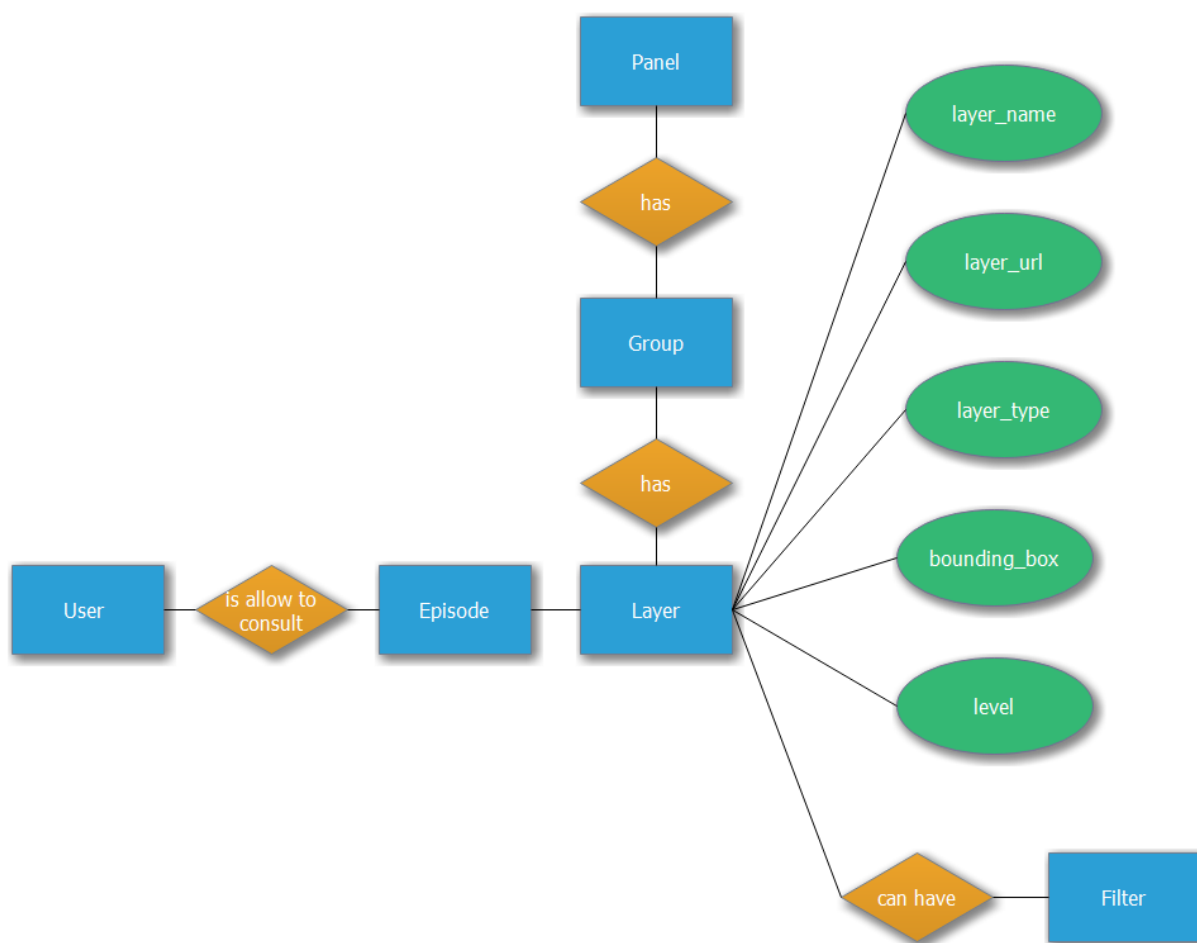 Panel
layer_name
has
layer_url
Group
layer_type
has
bounding_box
User
is allow to
consult
Episode
Layer
level
can have
Filter